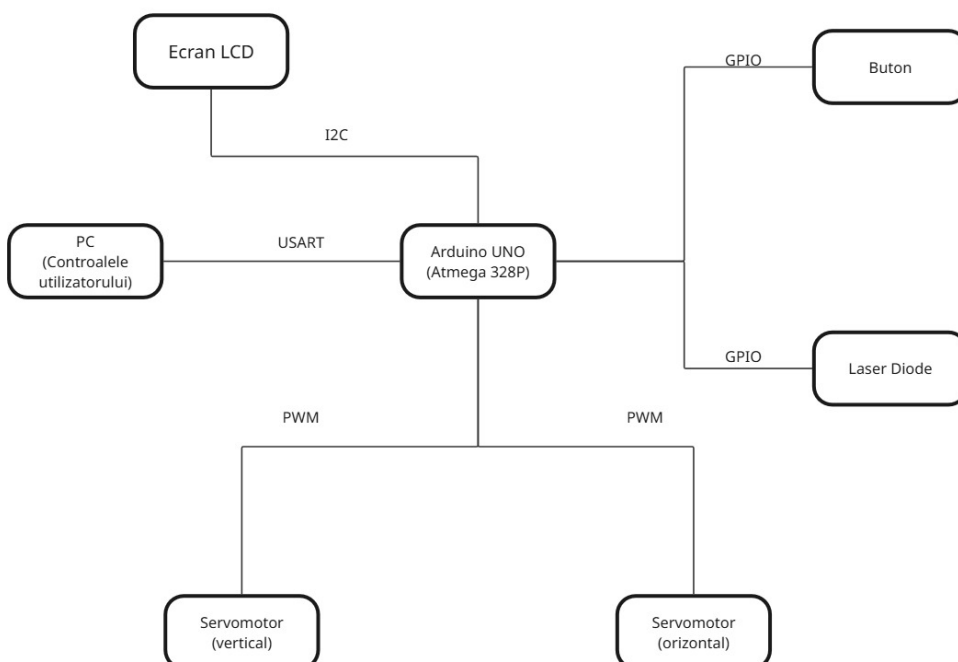 Ecran LCD
GPIO
Buton
I2C
PC
(Controalele
utilizatorului)
USART
Arduino UNO
(Atmega 328P)
GPIO
Laser Diode
PWM
PWM
Servomotor
(vertical)
Servomotor
(orizontal)